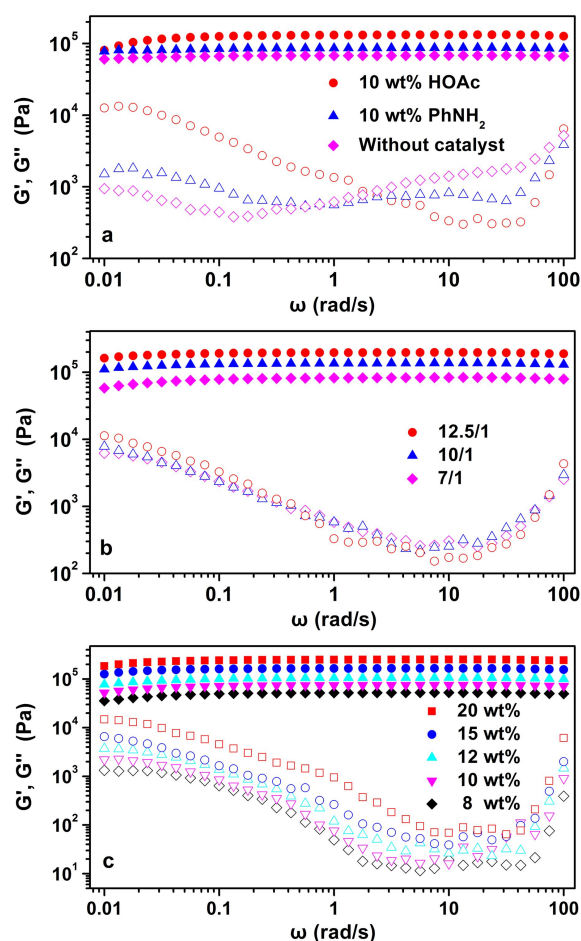 10⁵
10⁴
10³
10²
G', G'' (Pa)
10 wt% HOAc
10 wt% PhNH₂
Without catalyst
a
0.01 0.1 1 10 100
ω (rad/s)
10⁵
10⁴
10³
10²
G', G'' (Pa)
12.5/1
10/1
7/1
b
0.01 0.1 1 10 100
ω (rad/s)
10⁵
10⁴
10³
10²
10¹
G', G'' (Pa)
20 wt%
15 wt%
12 wt%
10 wt%
8 wt%
c
0.01 0.1 1 10 100
ω (rad/s)